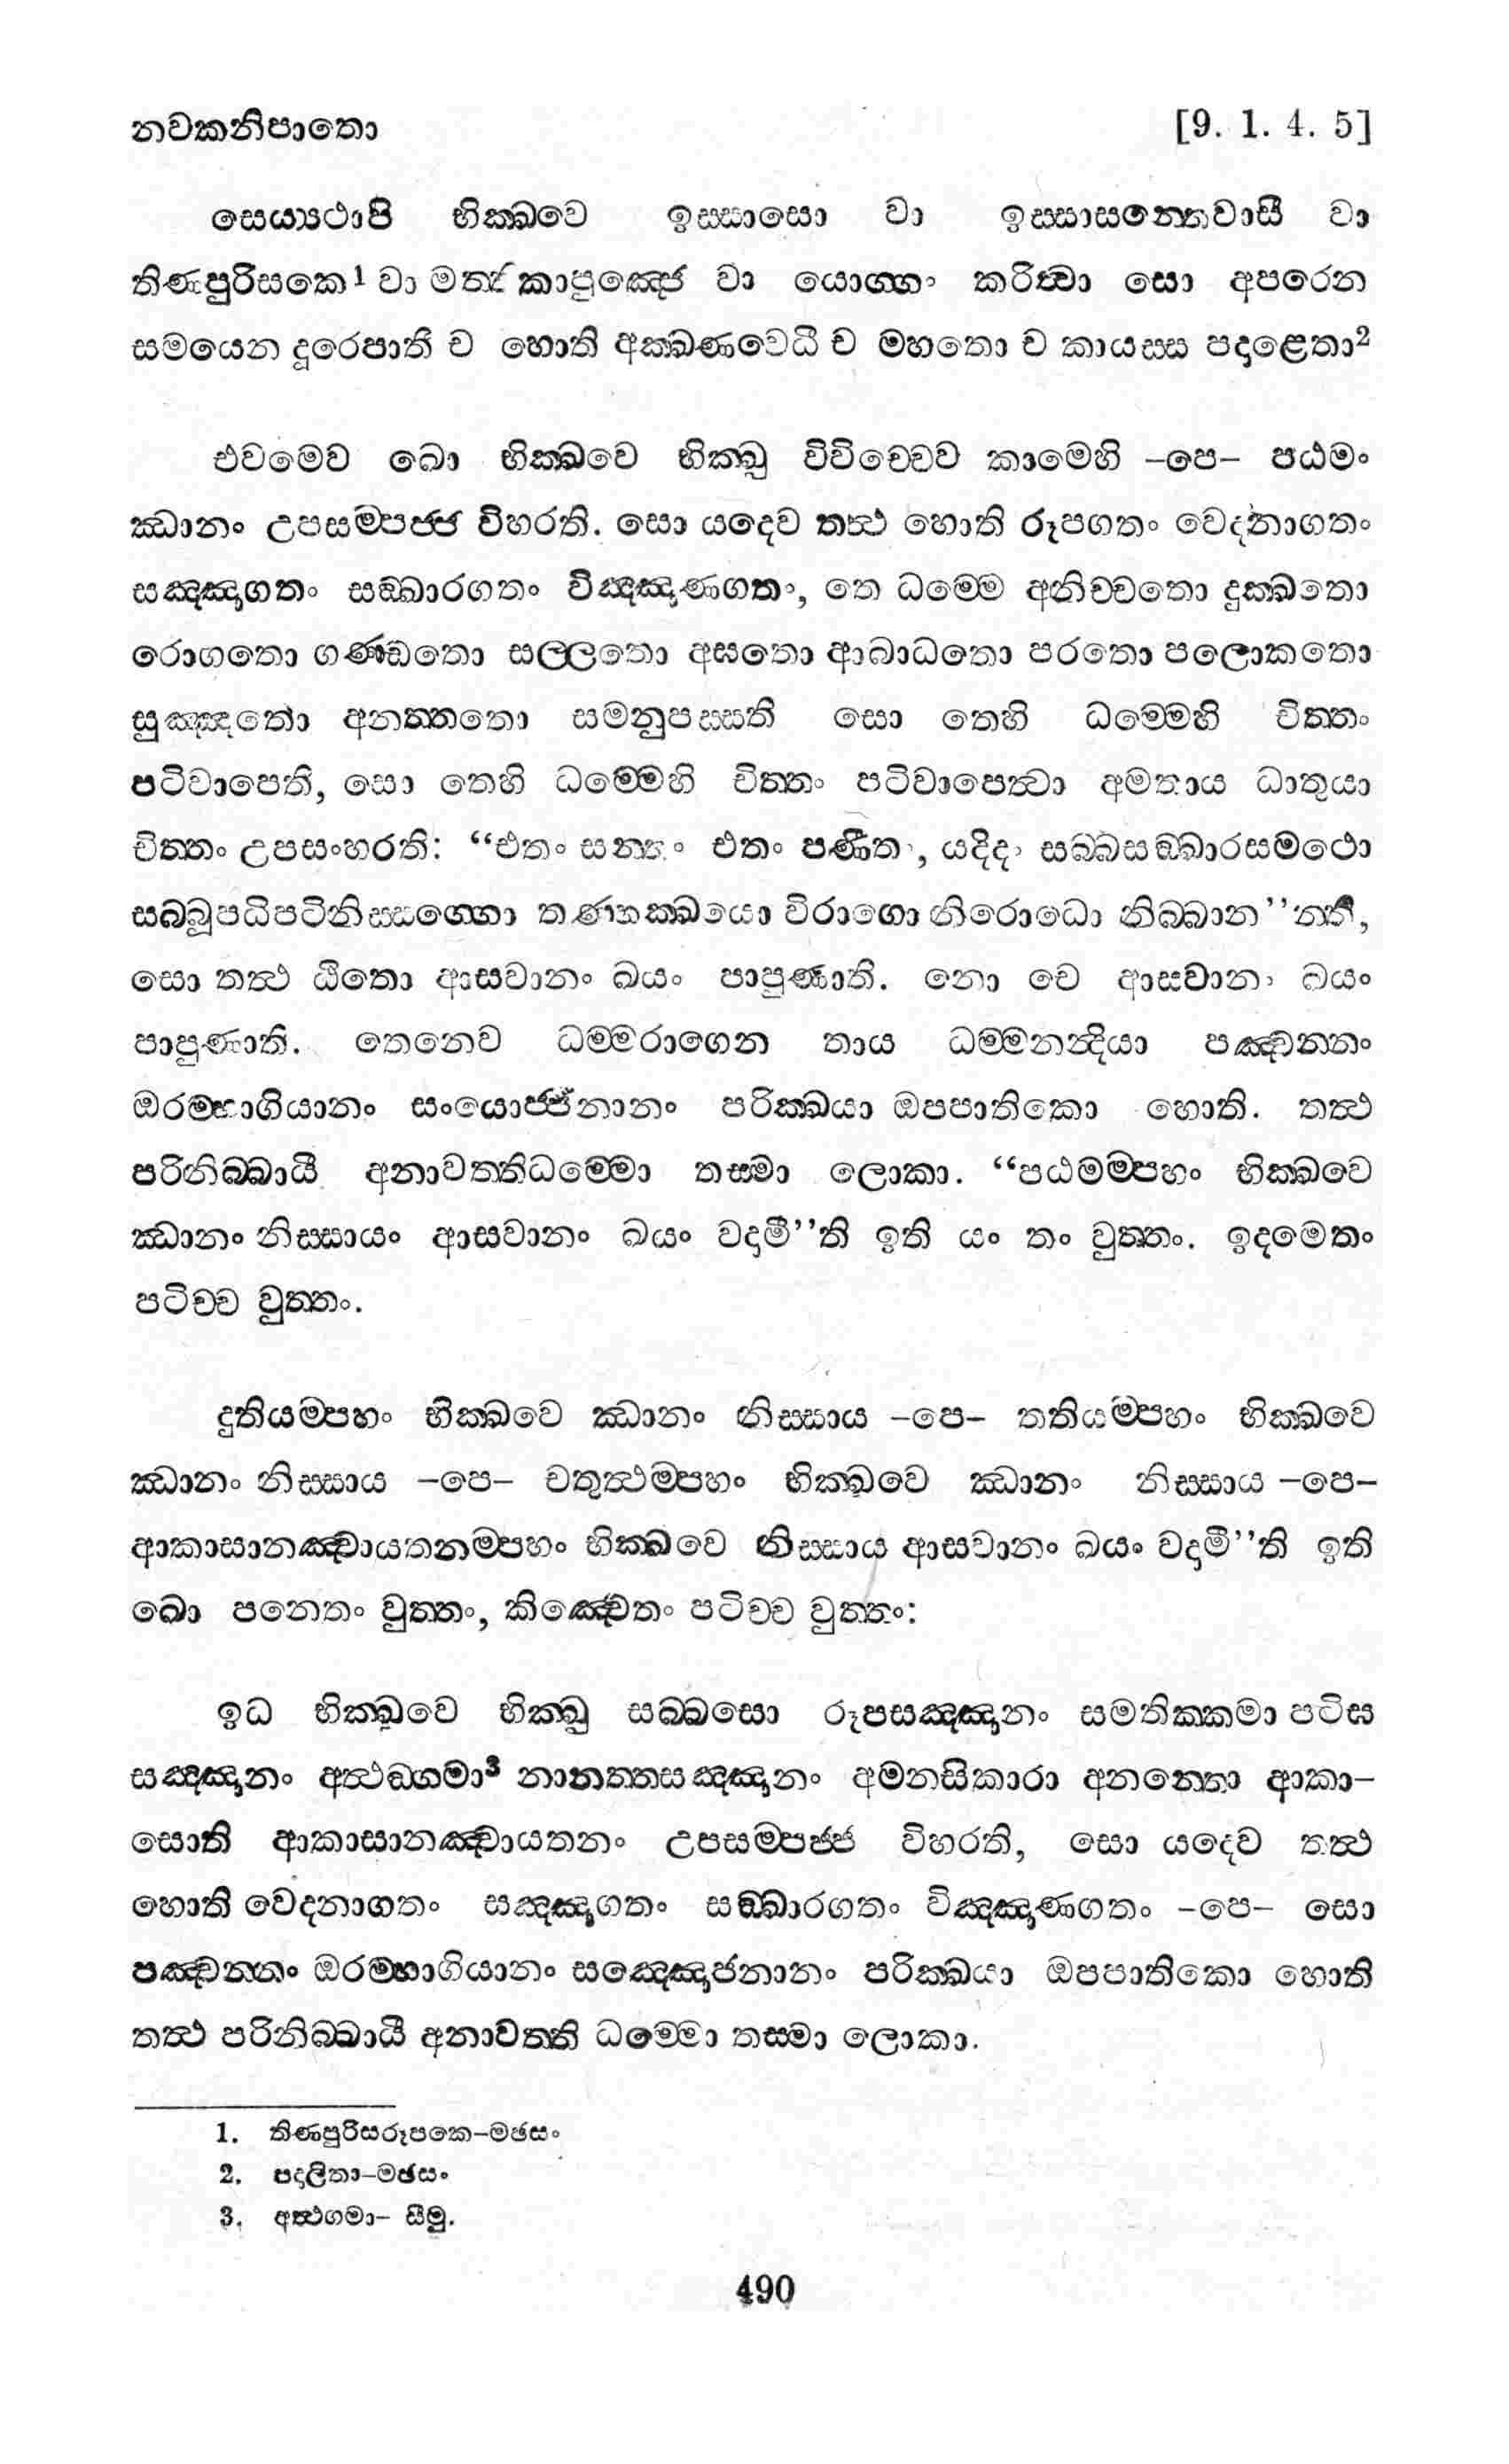 නවකනිපාතො [9. 1. 4. 5]
සෙය්‍යථාපි භික්ඛවෙ ඉස්සාසො වා ඉස්සාසන්තෙවාසී වා
තිණපුරිසකෙ1 වා මත්තිකාපුඤ්ජෙ වා යොග්ගං කරිත්‍වා සො අපරෙන
සමයෙන දූරෙපාතී ච හොති අක්ඛණවෙධී ච මහතො ච කායස්ස පදාළෙතා2
එවමෙව ඛො භික්ඛවෙ භික්ඛු විවිච්චෙව කාමෙහි –පෙ– පඨමං
ඣානං උපසම්පජ්ජ විහරති. සො යදෙව තත්‍ථ හොති රූපගතං වෙදනාගතං
සඤ්ඤාගතං සඞ්ඛාරගතං විඤ්ඤාණගතං, තෙ ධම්මෙ අනිච්චතො දුක්ඛතො
රොගතො ගණ්ඩතො සල්ලතො අඝතො ආබාධතො පරතො පලොකතො
සුඤ්ඤතො අනත්තතො සමනුපස්සති සො තෙහි ධම්මෙහි චිත්තං
පටිවාපෙති, සො තෙහි ධම්මෙහි චිත්තං පටිවාපෙත්‍වා අමතාය ධාතුයා
චිත්තං උපසංහරති: “එතං සන්තං එතං පණීතං, යදිදං සබ්බසඞ්ඛාරසමථො
සබ්බූපධිපටිනිස්සග්ගො තණ්හක්ඛයො විරාගො නිරොධො නිබ්බාන’’න්ති,
සො තත්‍ථ ඨිතො ආසවානං ඛයං පාපුණාති. නො චෙ ආසවානං ඛයං
පාපුණාති. තෙනෙව ධම්මරාගෙන තාය ධම්මනන්‍දියා පඤ්චන්නං
ඔරම්භාගියානං සංයොජ්ජනානං පරික්ඛයා ඔපපාතිකො හොති. තත්‍ථ
පරිනිබ්බායී අනාවත්තිධම්මො තස්මා ලොකා. “පඨමම්පහං භික්ඛවෙ
ඣානං නිස්සායං ආසවානං ඛයං වදාමී’’ති ඉති යං තං වුත්තං. ඉදමෙතං
පටිච්ච වුත්තං.
දුතියම්පහං භික්ඛවෙ ඣානං නිස්සාය –පෙ– තතියම්පහං භික්ඛවෙ
ඣානං නිස්සාය –පෙ– චතුත්‍ථම්පහං භික්ඛවෙ ඣානං නිස්සාය –පෙ–
ආකාසානඤ්චායතනම්පහං භික්ඛවෙ නිස්සාය ආසවානං ඛයං වදාමී’’ති ඉති
ඛො පනෙතං වුත්තං, කිඤ්චෙතං පටිච්ච වුත්තං:
ඉධ භික්ඛවෙ භික්ඛු සබ්බසො රූපසඤ්ඤානං සමතික්කමා පටිඝ
සඤ්ඤානං අත්‍ථඞ්ගමා3 නානත්තසඤ්ඤානං අමනසිකාරා අනන්තො ආකා–
සොති ආකාසානඤ්චායතනං උපසම්පජ්ජ විහරති, සො යදෙව තත්‍ථ
හොති වෙදනාගතං සඤ්ඤාගතං සඞ්ඛාරගතං විඤ්ඤාණගතං –පෙ– සො
පඤ්චන්නං ඔරම්භාගියානං සඤ්ඤොජනානං පරික්ඛයා ඔපපාතිකො හොති
තත්‍ථ පරිනිබ්බායී අනාවත්ති ධම්මො තස්මා ලොකා.
1. තිණපුරිසරූපකෙ–මඡසං
2. පදාලිතා–මඡසං
3. අත්‍ථගමා– සීමු.
490